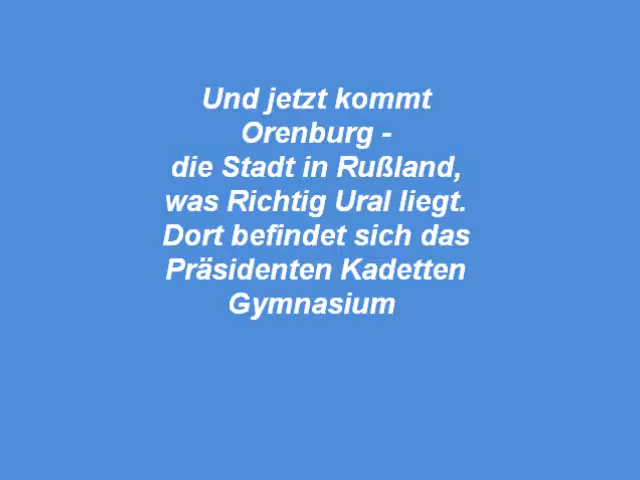 Und jetzt kommt
Orenburg -
die Stadt in Rußland,
was Richtig Ural liegt.
Dort befindet sich das
Präsidenten Kadetten
Gymnasium